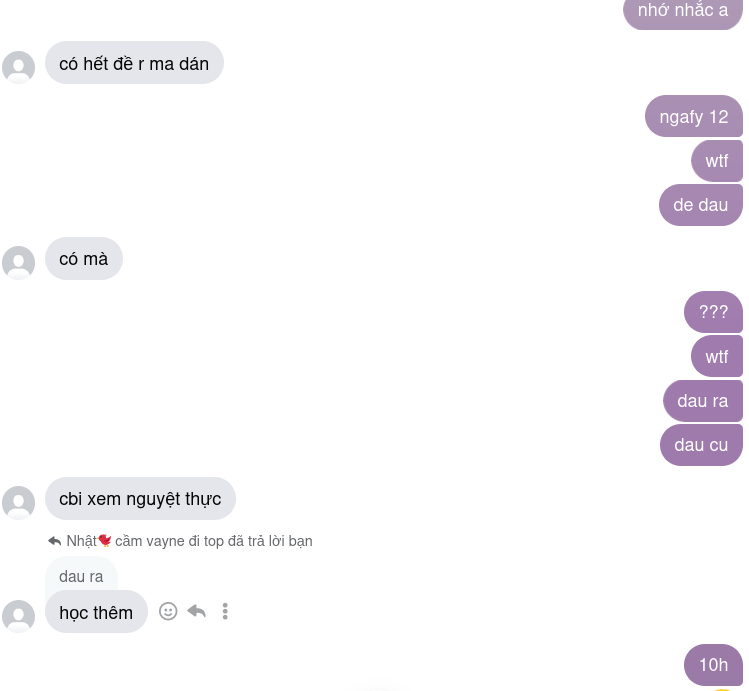 nhớ nhắc a
có hết đề r ma dán
ngafy 12
wtf
de dau
có mà
???
wtf
dau ra
dau cu
cbi xem nguyệt thực
Nhật🐦 cầm vayne đi top đã trả lời bạn
dau ra
học thêm
10h